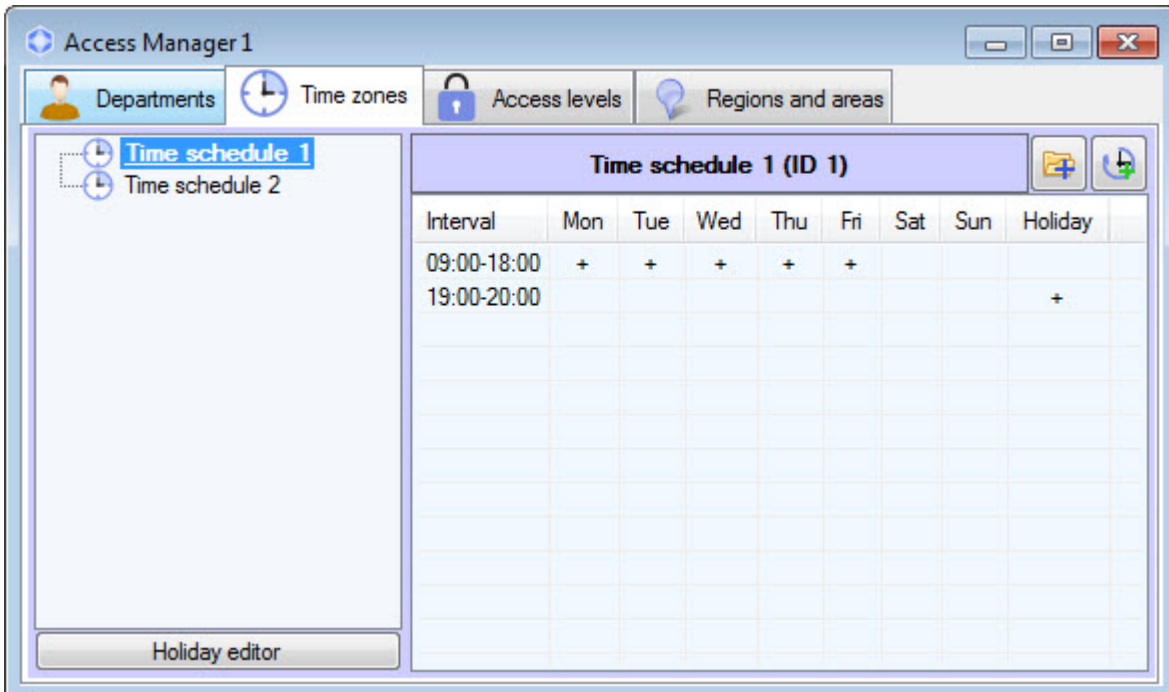 Access Manager 1
Departments Time zones Access levels Regions and areas
Time schedule 1
Time schedule 2
Time schedule 1 (ID 1)
Interval Mon Tue Wed Thu Fri Sat Sun Holiday
09:00-18:00 + + + + +
19:00-20:00 +
Holiday editor